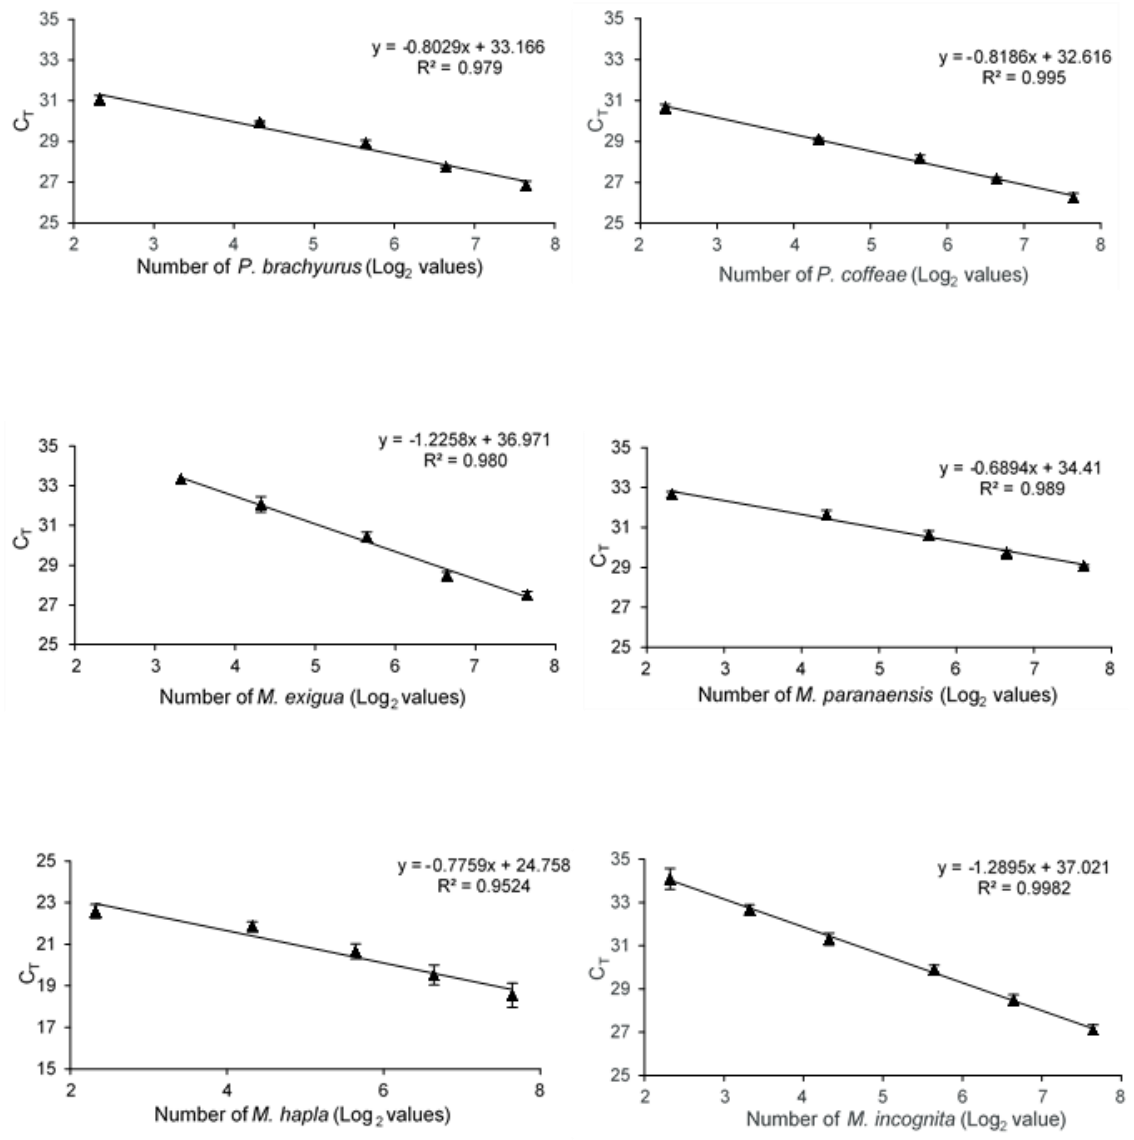 y = -0.8029x + 33.166
R² = 0.979
35
33
31
29
27
25
C_T
2 3 4 5 6 7 8
Number of P. brachyurus (Log₂ values)
y = -0.8186x + 32.616
R² = 0.995
35
33
31
29
27
25
C_T
2 3 4 5 6 7 8
Number of P. coffeae (Log₂ values)
y = -1.2258x + 36.971
R² = 0.980
35
33
31
29
27
25
C_T
2 3 4 5 6 7 8
Number of M. exigua (Log₂ values)
y = -0.6894x + 34.41
R² = 0.989
35
33
31
29
27
25
C_T
2 3 4 5 6 7 8
Number of M. paranaensis (Log₂ values)
y = -0.7759x + 24.758
R² = 0.9524
25
23
21
19
17
15
C_T
2 4 6 8
Number of M. hapla (Log₂ values)
y = -1.2895x + 37.021
R² = 0.9982
35
33
31
29
27
25
C_T
2 3 4 5 6 7 8
Number of M. incognita (Log₂ value)